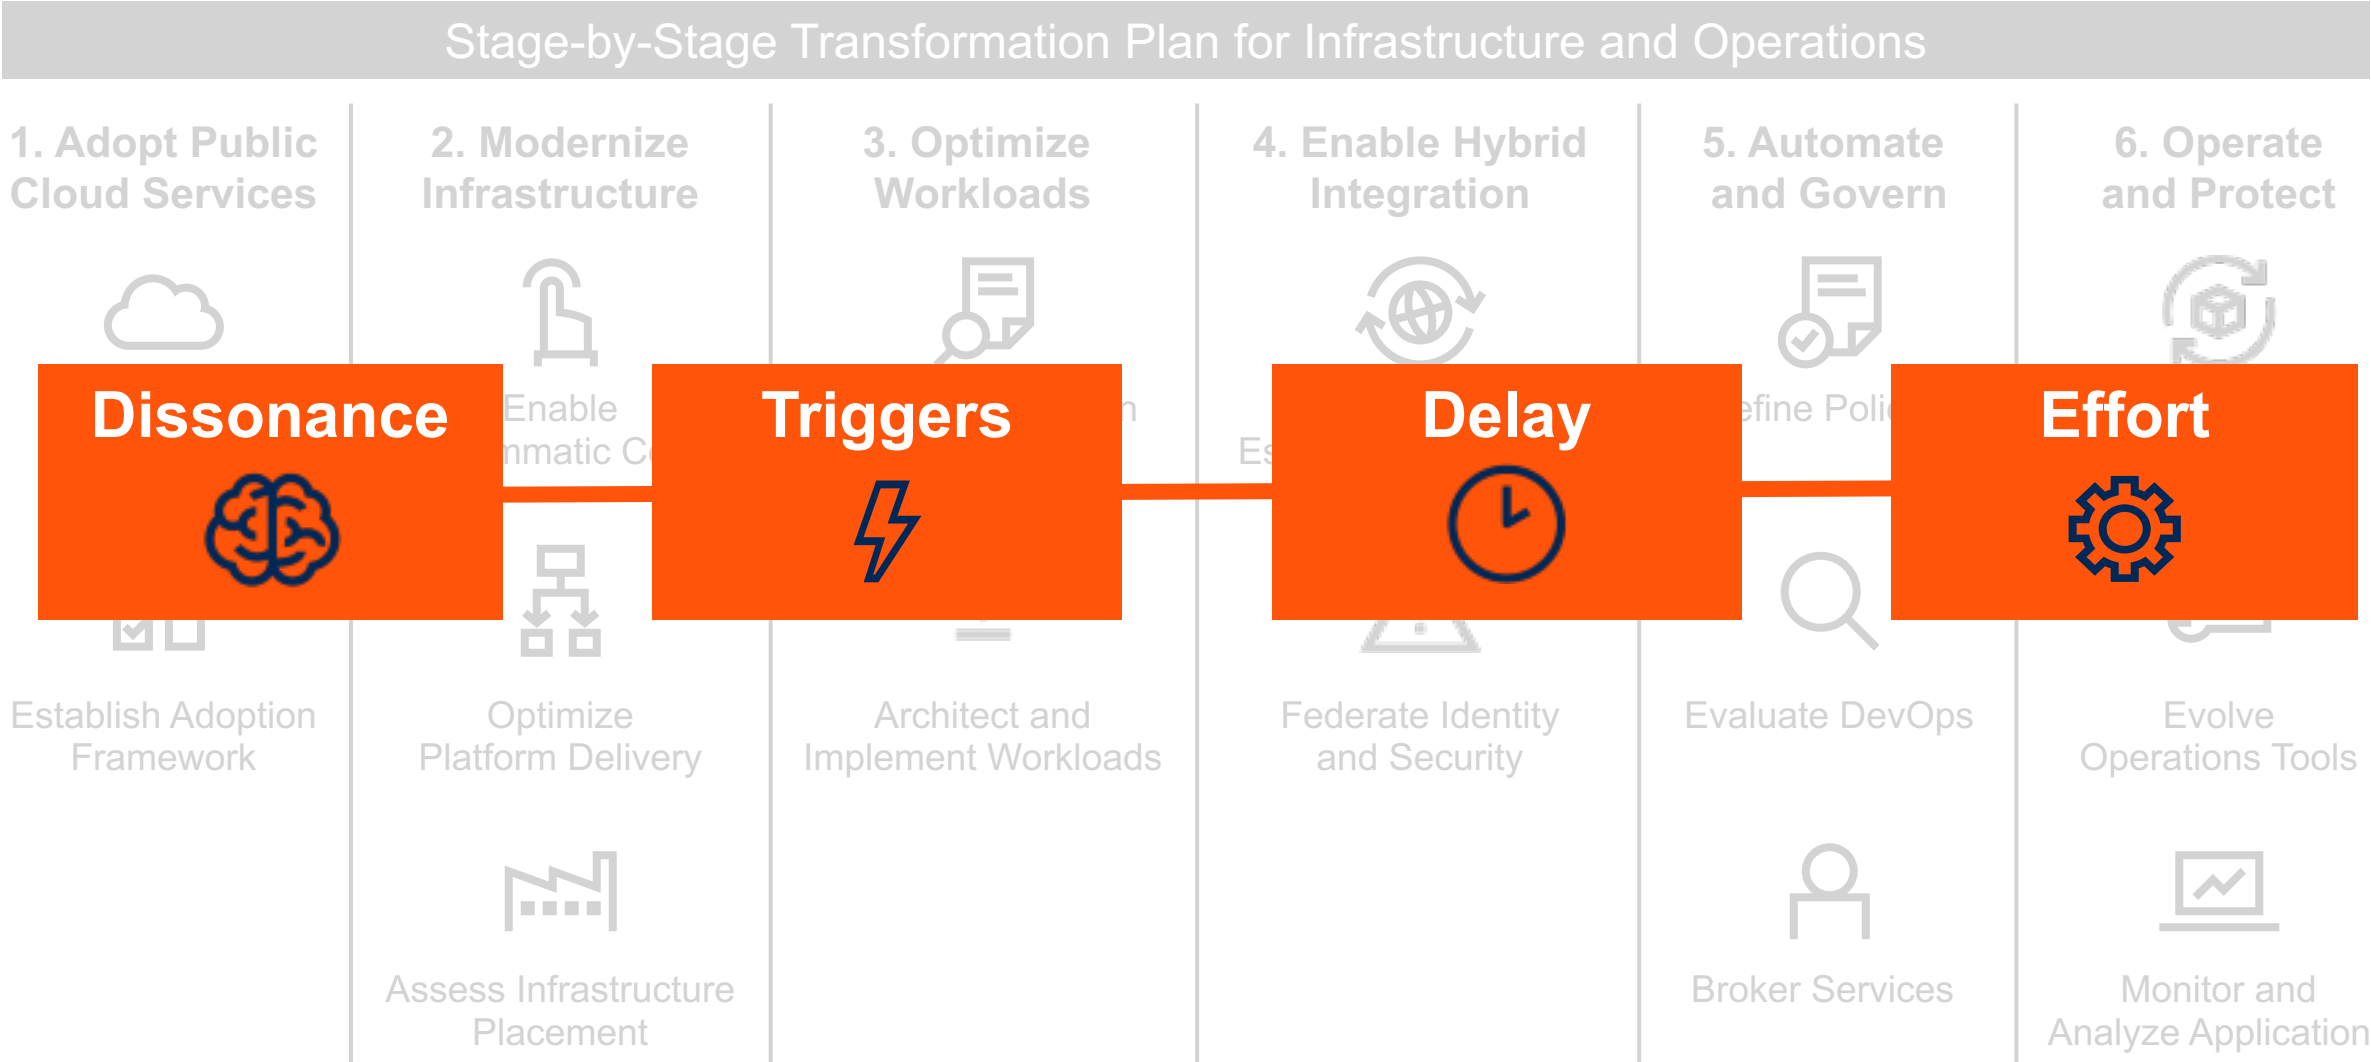 Stage-by-Stage Transformation Plan for Infrastructure and Operations
1. Adopt Public
Cloud Services
2. Modernize
Infrastructure
3. Optimize
Workloads
4. Enable Hybrid
Integration
5. Automate
and Govern
6. Operate
and Protect
Dissonance
Enable
Triggers
Delay
Effort
Establish Adoption
Framework
Optimize
Platform Delivery
Architect and
Implement Workloads
Federate Identity
and Security
Evaluate DevOps
Evolve
Operations Tools
Assess Infrastructure
Placement
Broker Services
Monitor and
Analyze Application